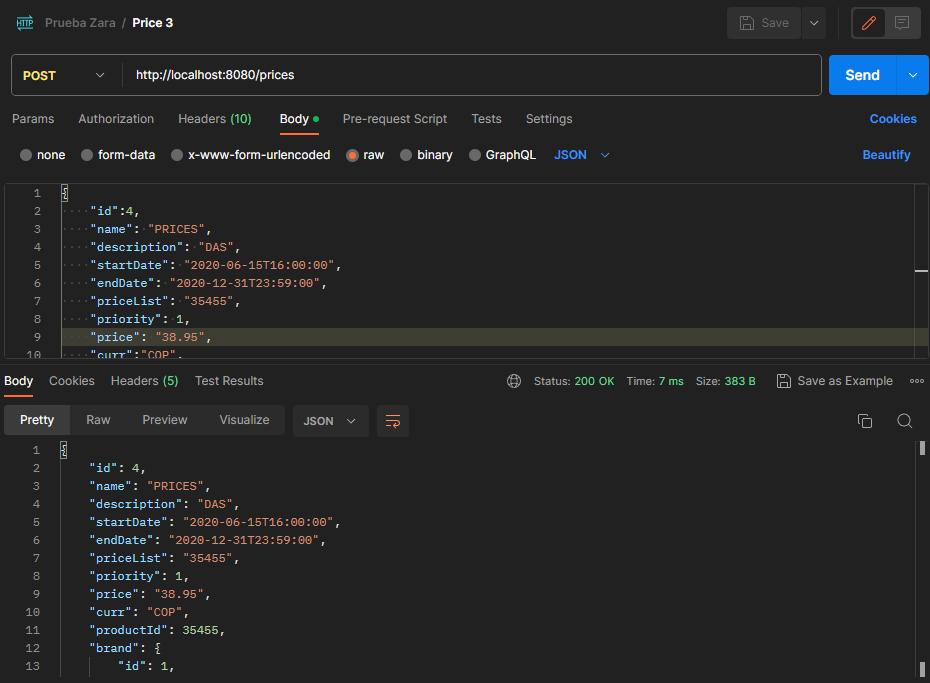 HTTP Prueba Zara / Price 3 Save
POST http://localhost:8080/prices Send
Params Authorization Headers (10) Body Pre-request Script Tests Settings Cookies
none form-data x-www-form-urlencoded raw binary GraphQL JSON Beautify
1 {
2 ····"id":4,
3 ····"name":·"PRICES",
4 ····"description":·"DAS",
5 ····"startDate":·"2020-06-15T16:00:00",
6 ····"endDate":·"2020-12-31T23:59:00",
7 ····"priceList":·"35455",
8 ····"priority":·1,
9 ····"price":·"38.95",
10 ····"curr":"COP",
Body Cookies Headers (5) Test Results Status: 200 OK Time: 7 ms Size: 383 B Save as Example
Pretty Raw Preview Visualize JSON
1 {
2 "id": 4,
3 "name": "PRICES",
4 "description": "DAS",
5 "startDate": "2020-06-15T16:00:00",
6 "endDate": "2020-12-31T23:59:00",
7 "priceList": "35455",
8 "priority": 1,
9 "price": "38.95",
10 "curr": "COP",
11 "productId": 35455,
12 "brand": {
13 "id": 1,